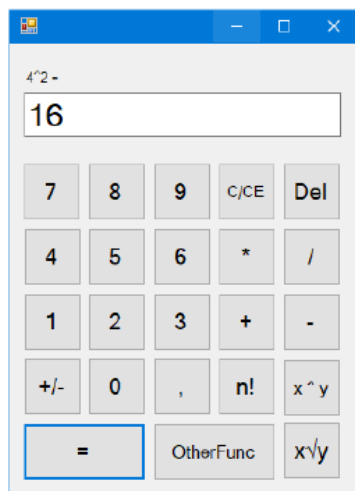 4^2 =
16
7 8 9 C/CE Del
4 5 6 * /
1 2 3 + -
+/- 0 , n! x ^ y
= OtherFunc x√y